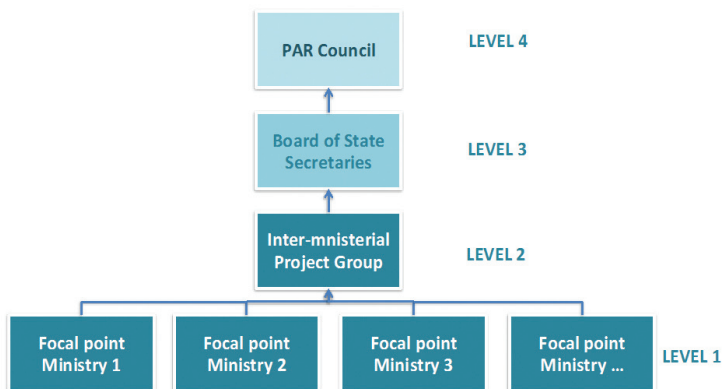 PAR Council
LEVEL 4
Board of State
Secretaries
LEVEL 3
Inter-mnisterial
Project Group
LEVEL 2
Focal point
Ministry 1
Focal point
Ministry 2
Focal point
Ministry 3
Focal point
Ministry ...
LEVEL 1